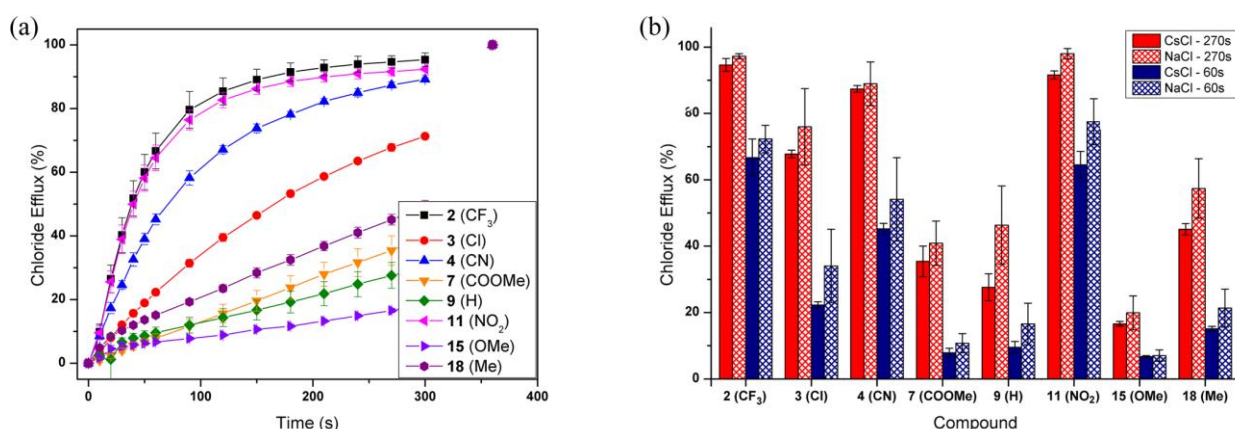 (a)
100
80
60
40
20
0
Chloride Efflux (%)
0
100
200
300
400
Time (s)
2 (CF₃)
3 (Cl)
4 (CN)
7 (COOMe)
9 (H)
11 (NO₂)
15 (OMe)
18 (Me)
(b)
100
80
60
40
20
0
Chloride Efflux (%)
CsCl - 270s
NaCl - 270s
CsCl - 60s
NaCl - 60s
2 (CF₃) 3 (Cl) 4 (CN) 7 (COOMe) 9 (H) 11 (NO₂) 15 (OMe) 18 (Me)
Compound